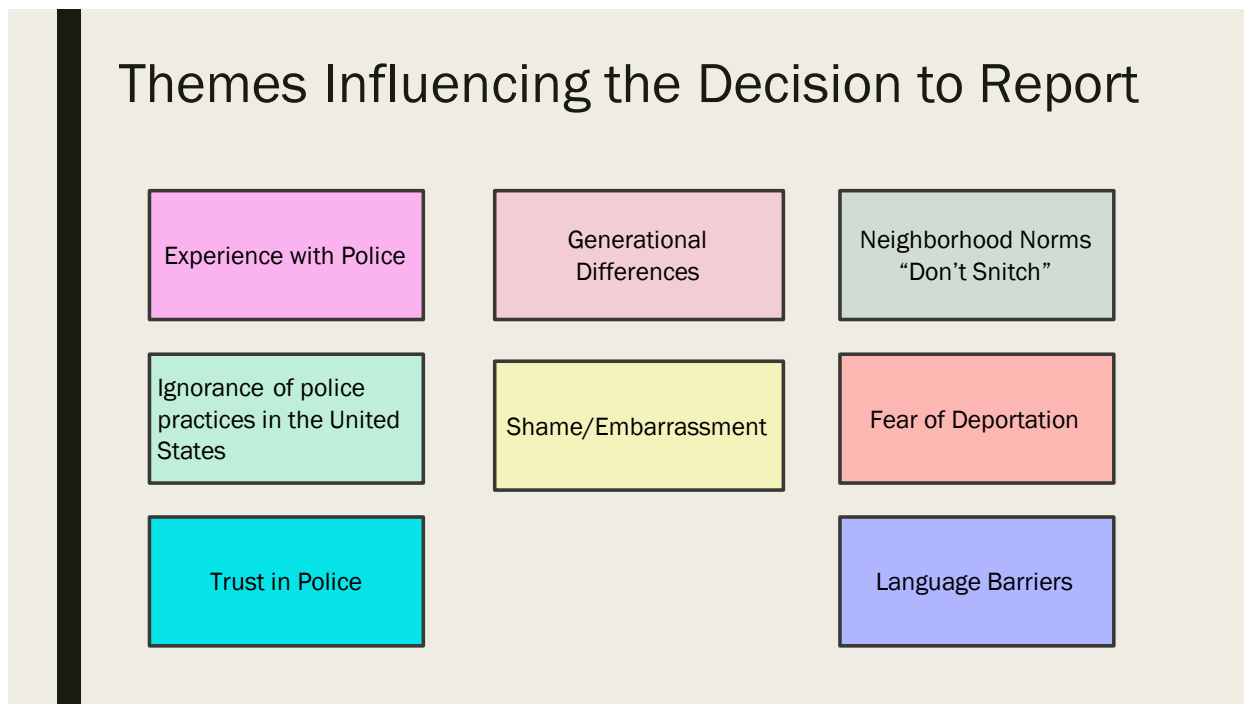 Themes Influencing the Decision to Report
Experience with Police
Generational
Differences
Neighborhood Norms
“Don’t Snitch”
Ignorance of police
practices in the United
States
Shame/Embarrassment
Fear of Deportation
Trust in Police
Language Barriers